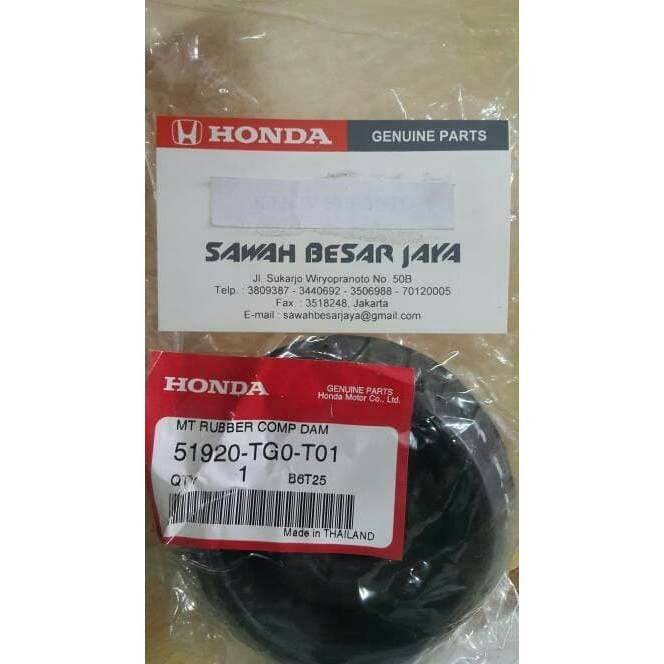 HONDA GENUINE PARTS
SAWAH BESAR JAYA
Jl. Sukarjo Wiryopranoto No. 50B
Telp. : 3809387 - 3440692 - 3506988 - 70120005
Fax. : 3518248, Jakarta
E-mail : sawahbesarjaya@gmail.com
HONDA
GENUINE PARTS
Honda Motor Co., Ltd.
MT RUBBER COMP DAM
51920-TG0-T01
QTY 1 B6T25
Made in THAILAND